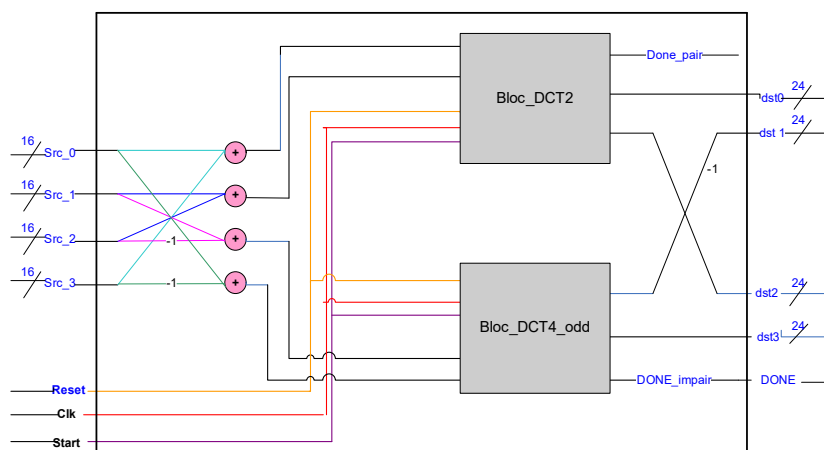 Bloc_DCT2
Done_pair
24
dst0
24
dst 1
16
Src_0
+
16
Src_1
+
-1
16
Src_2
-1
+
16
Src_3
-1
+
24
dst2
Bloc_DCT4_odd
24
dst3
Reset
DONE_impair
DONE
Clk
Start